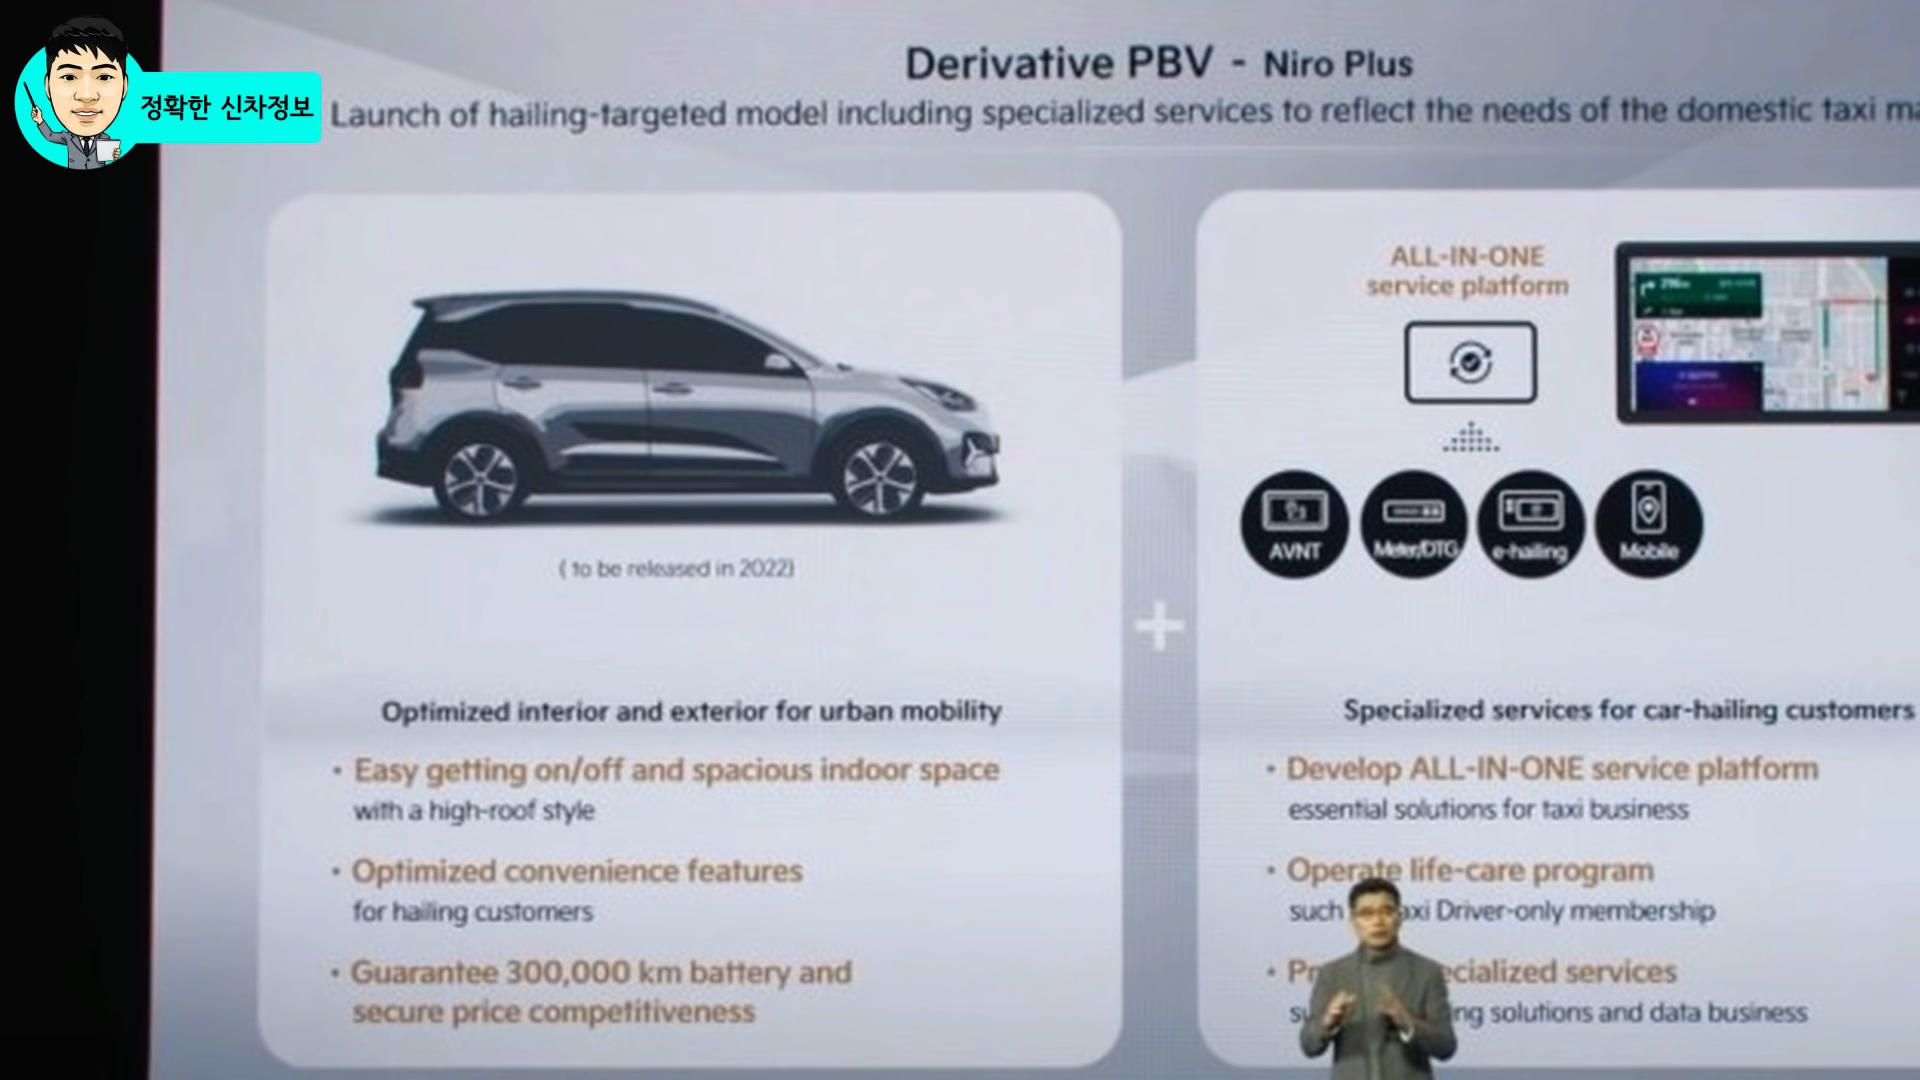 정확한 신차정보
Derivative PBV - Niro Plus
Launch of hailing-targeted model including specialized services to reflect the needs of the domestic taxi
( to be released in 2022)
Optimized interior and exterior for urban mobility
• Easy getting on/off and spacious indoor space
with a high-roof style
• Optimized convenience features
for hailing customers
• Guarantee 300,000 km battery and
secure price competitiveness
ALL-IN-ONE
service platform
AVNT
Meter/DTG
e-hailing
Mobile
Specialized services for car-hailing customers
• Develop ALL-IN-ONE service platform
essential solutions for taxi business
• Operate life-care program
such Driver-only membership
• services
solutions and data business